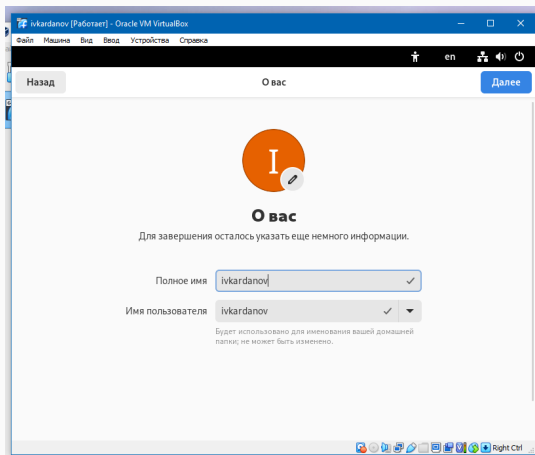 ivkardanov [Работает] - Oracle VM VirtualBox
Файл Машина Вид Ввод Устройства Справка
en
Назад О вас Далее
I
О вас
Для завершения осталось указать еще немного информации.
Полное имя ivkardanov
Имя пользователя ivkardanov
Будет использовано для именования вашей домашней
папки; не может быть изменено.
Right Ctrl